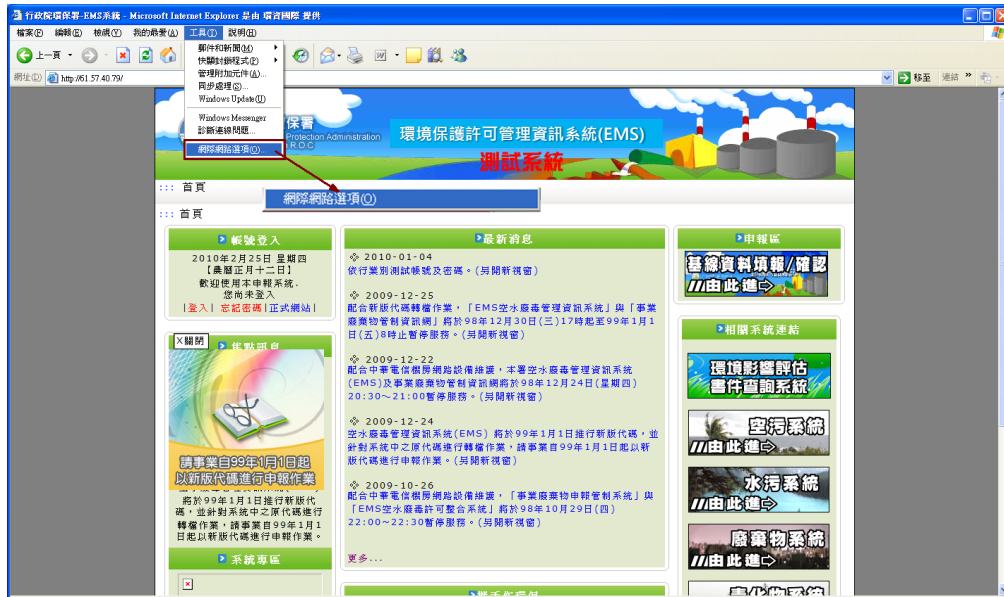 行政院環保署-EMS系統 - Microsoft Internet Explorer 是由 環資國際 提供
檔案(F) 編輯(E) 檢視(V) 我的最愛(A) 工具(T) 說明(H)
上一頁
郵件和新聞(M)
快顯封鎖程式(P)
管理附加元件(A)...
同步處理(S)...
Windows Update(U)
Windows Messenger
診斷連線問題...
網際網路選項(O)...
網址(D) http://61.57.40.79/ 移至 連結 »
保署
Protection Administration
R.O.C
環境保護許可管理資訊系統(EMS)
測試系統
::: 首頁
網際網路選項(O)
::: 首頁
帳號登入
2010年2月25日 星期四
【農曆正月十二日】
歡迎使用本申報系統.
您尚未登入
|登入| 忘記密碼|正式網站|
X關閉
焦點訊息
請事業自99年1月1日起
以新版代碼進行申報作業
將於99年1月1日推行新版代
碼，並針對系統中之原代碼進行
轉檔作業，請事業自99年1月1
日起以新版代碼進行申報作業。
系統專區
最新消息
2010-01-04
依行業別測試帳號及密碼。(另開新視窗)
2009-12-25
配合新版代碼轉檔作業，「EMS空水廢毒管理資訊系統」與「事業
廢棄物管制資訊網」將於98年12月30日(三)17時起至99年1月1
日(五)8時止暫停服務。(另開新視窗)
2009-12-22
配合中華電信機房網路設備維護，本署空水廢毒管理資訊系統
(EMS)及事業廢棄物管制資訊網將於98年12月24日(星期四)
20:30～21:00暫停服務。(另開新視窗)
2009-12-24
空水廢毒管理資訊系統(EMS) 將於99年1月1日推行新版代碼，並
針對系統中之原代碼進行轉檔作業，請事業自99年1月1日起以新
版代碼進行申報作業。(另開新視窗)
2009-10-26
配合中華電信機房網路設備維護，「事業廢棄物申報管制系統」與
「EMS空水廢毒許可整合系統」將於98年10月29日(四)
22:00～22:30暫停服務。(另開新視窗)
更多...
申報區
基線資料填報/確認
//由此進
相關系統連結
環境影響評估
書件查詢系統
空污系統
//由此進
水污系統
//由此進
廢棄物系統
//由此進